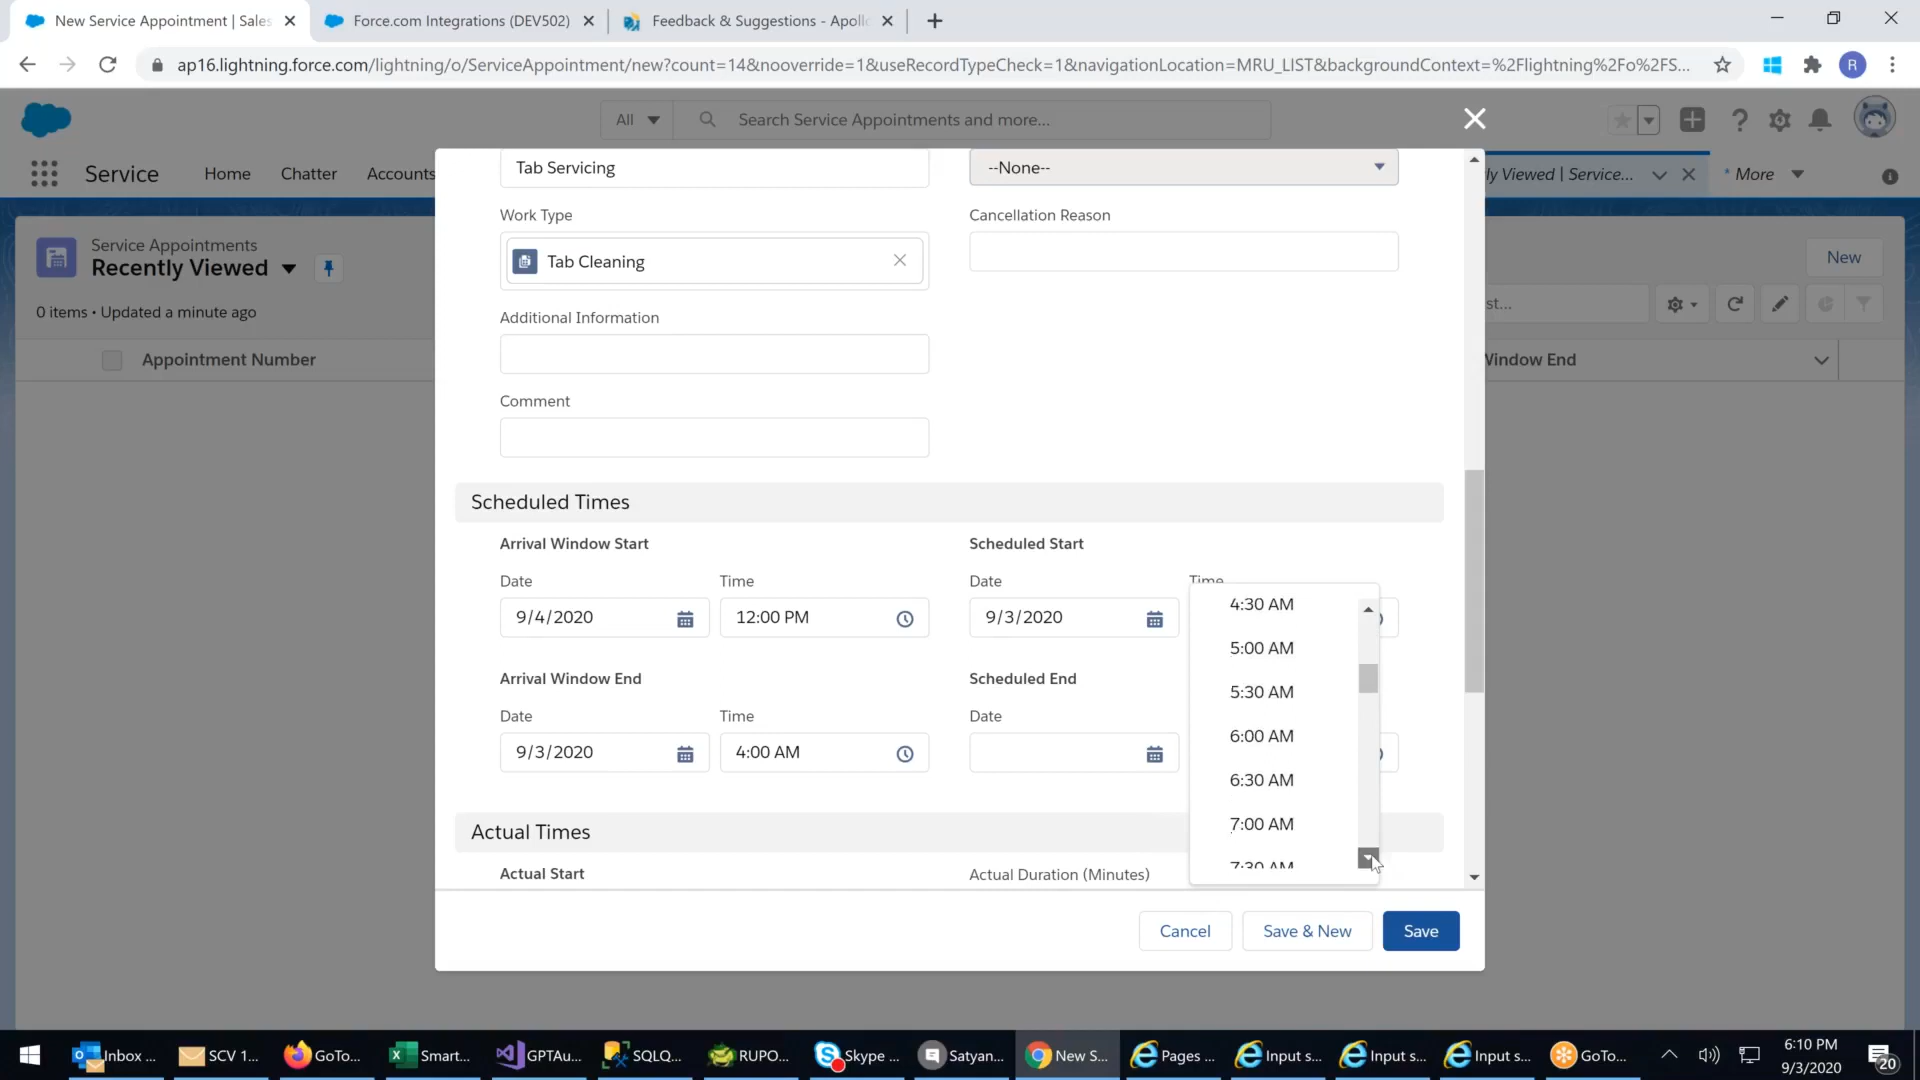 New Service Appointment | Sales
Force.com Integrations (DEV502)
Feedback & Suggestions - Apoll
ap16.lightning.force.com/lightning/o/ServiceAppointment/new?count=14&nooverride=1&useRecordTypeCheck=1&navigationLocation=MRU_LIST&backgroundContext=%2Flightning%2Fo%2FS...
R
All
Search Service Appointments and more...
Service
Home
Chatter
Accounts
ly Viewed | Service...
* More
Service Appointments
Recently Viewed
0 items • Updated a minute ago
New
st...
Appointment Number
Window End
Tab Servicing
--None--
Work Type
Cancellation Reason
Tab Cleaning
Additional Information
Comment
Scheduled Times
Arrival Window Start
Scheduled Start
Date
Time
Date
Time
9/4/2020
12:00 PM
9/3/2020
4:30 AM
5:00 AM
5:30 AM
6:00 AM
6:30 AM
7:00 AM
7:30 AM
Arrival Window End
Scheduled End
Date
Time
Date
9/3/2020
4:00 AM
Actual Times
Actual Start
Actual Duration (Minutes)
Cancel
Save & New
Save
Inbox ...
SCV 1...
GoTo...
Smart...
GPTAu...
SQLQ...
RUPO...
Skype ...
Satyan...
New S...
Pages ...
Input s...
Input s...
Input s...
GoTo...
6:10 PM
9/3/2020
20